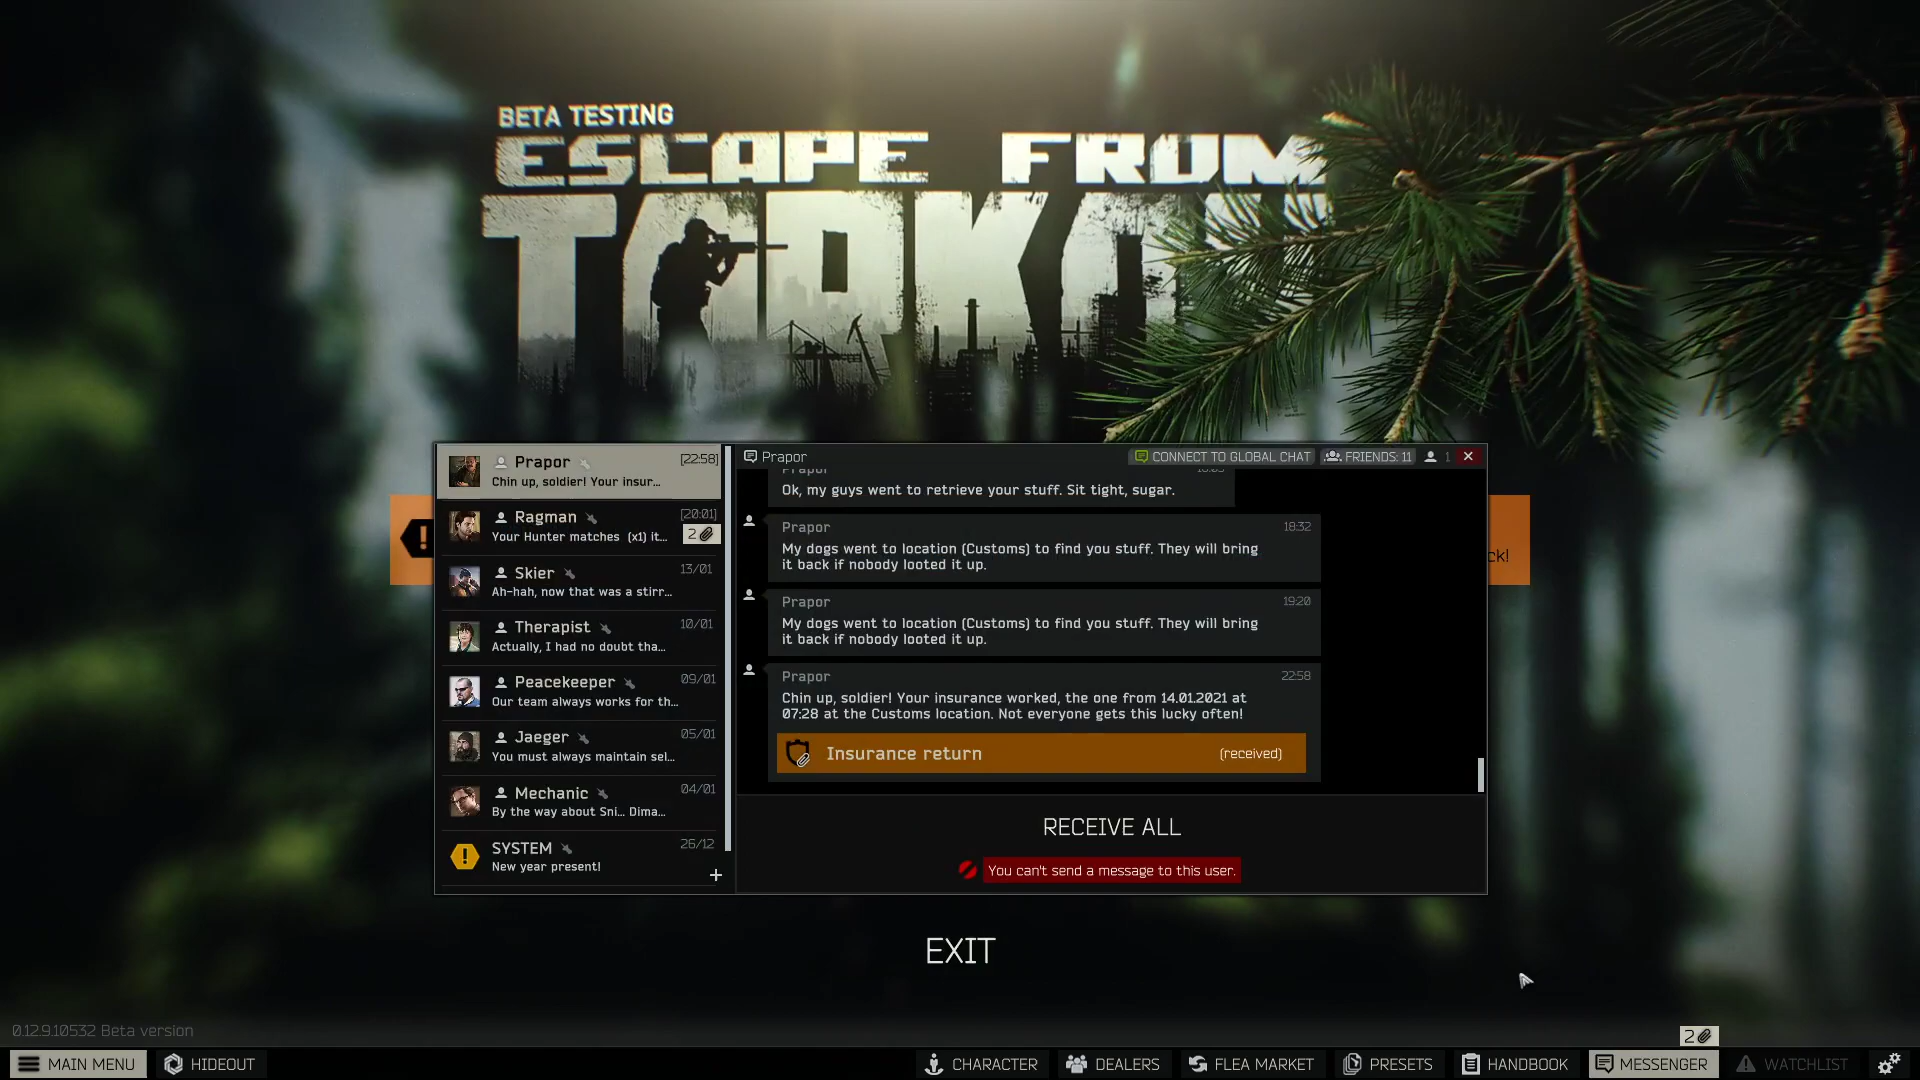 BETA TESTING
ESCAPE FROM
TARKOV
Prapor [22:58]
Chin up, soldier! Your insur...
Ragman [20:01]
Your Hunter matches (x1) it... 2
Skier 13/01
Ah-hah, now that was a stirr...
Therapist 10/01
Actually, I had no doubt tha...
Peacekeeper 09/01
Our team always works for th...
Jaeger 05/01
You must always maintain sel...
Mechanic 04/01
By the way about Sni... Dima...
SYSTEM 26/12
New year present!
+
Prapor CONNECT TO GLOBAL CHAT FRIENDS: 11 1
Prapor
Ok, my guys went to retrieve your stuff. Sit tight, sugar.
Prapor 18:32
My dogs went to location (Customs) to find you stuff. They will bring
it back if nobody looted it up.
Prapor 19:20
My dogs went to location (Customs) to find you stuff. They will bring
it back if nobody looted it up.
Prapor 22:58
Chin up, soldier! Your insurance worked, the one from 14.01.2021 at
07:28 at the Customs location. Not everyone gets this lucky often!
Insurance return (received)
RECEIVE ALL
You can't send a message to this user.
ck!
EXIT
0.12.9.10532 Beta version
2
MAIN MENU HIDEOUT CHARACTER DEALERS FLEA MARKET PRESETS HANDBOOK MESSENGER WATCHLIST